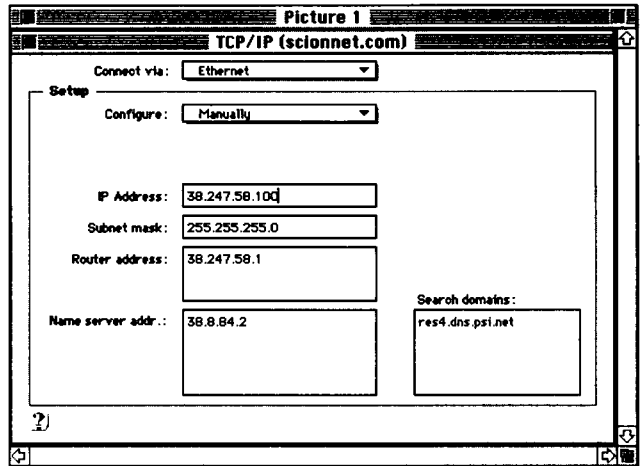 Picture 1
TCP/IP (scionnet.com)
Connect via: Ethernet
Setup
Configure: Manually
IP Address: 38.247.58.100
Subnet mask: 255.255.255.0
Router address: 38.247.58.1
Search domains:
Name server addr.: 38.8.84.2
res4.dns.psi.net
?